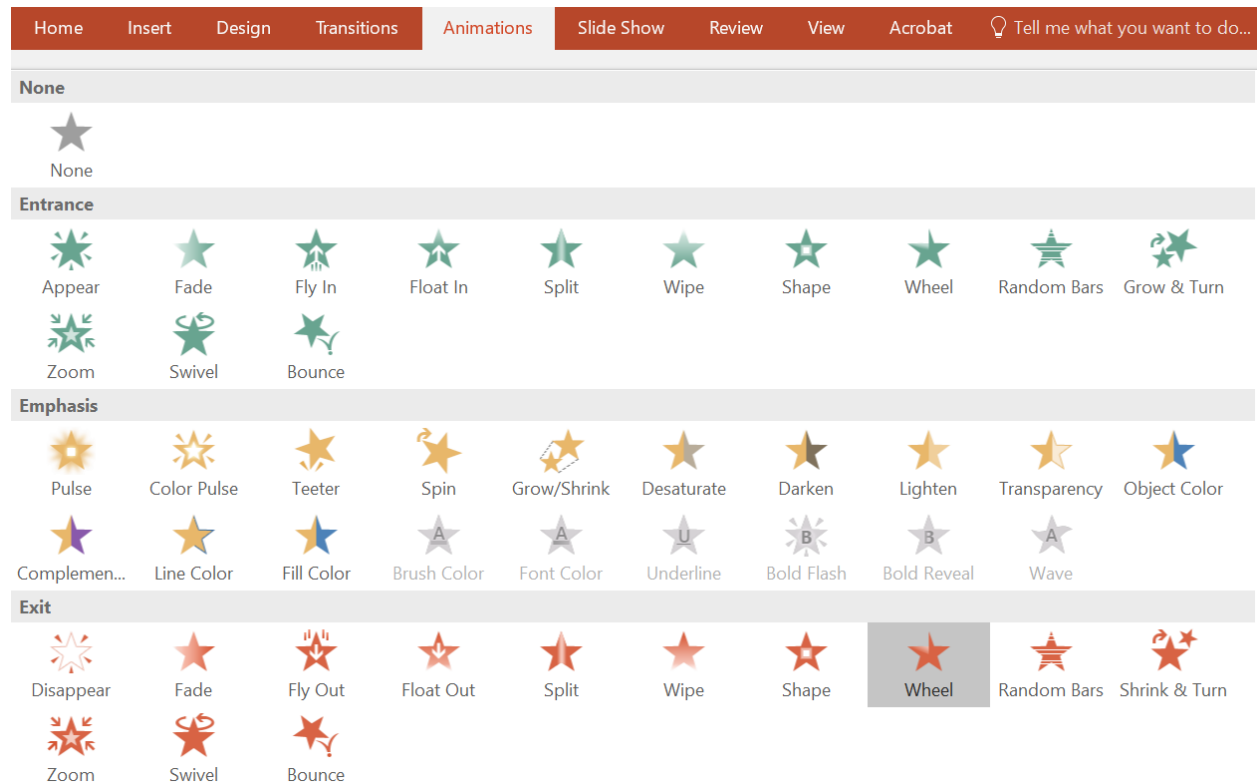 Home Insert Design Transitions Animations Slide Show Review View Acrobat Tell me what you want to do...
None
None
Entrance
Appear Fade Fly In Float In Split Wipe Shape Wheel Random Bars Grow & Turn
Zoom Swivel Bounce
Emphasis
Pulse Color Pulse Teeter Spin Grow/Shrink Desaturate Darken Lighten Transparency Object Color
A A U B B A
Complemen... Line Color Fill Color Brush Color Font Color Underline Bold Flash Bold Reveal Wave
Exit
Disappear Fade Fly Out Float Out Split Wipe Shape Wheel Random Bars Shrink & Turn
Zoom Swivel Bounce